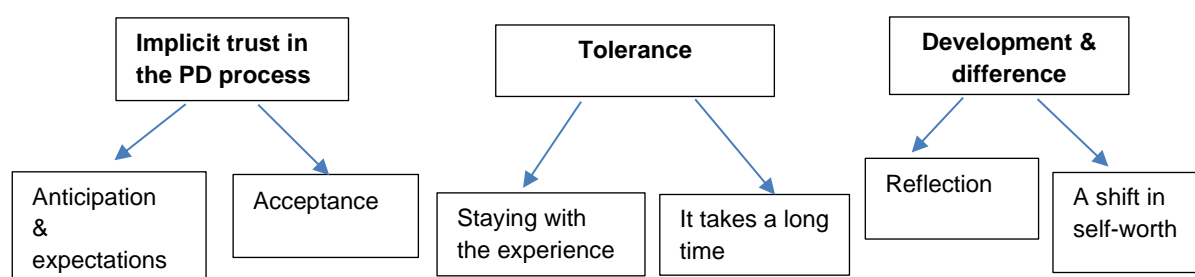 Implicit trust in
the PD process
Tolerance
Development &
difference
Anticipation
&
expectations
Acceptance
Staying with
the experience
It takes a long
time
Reflection
A shift in
self-worth